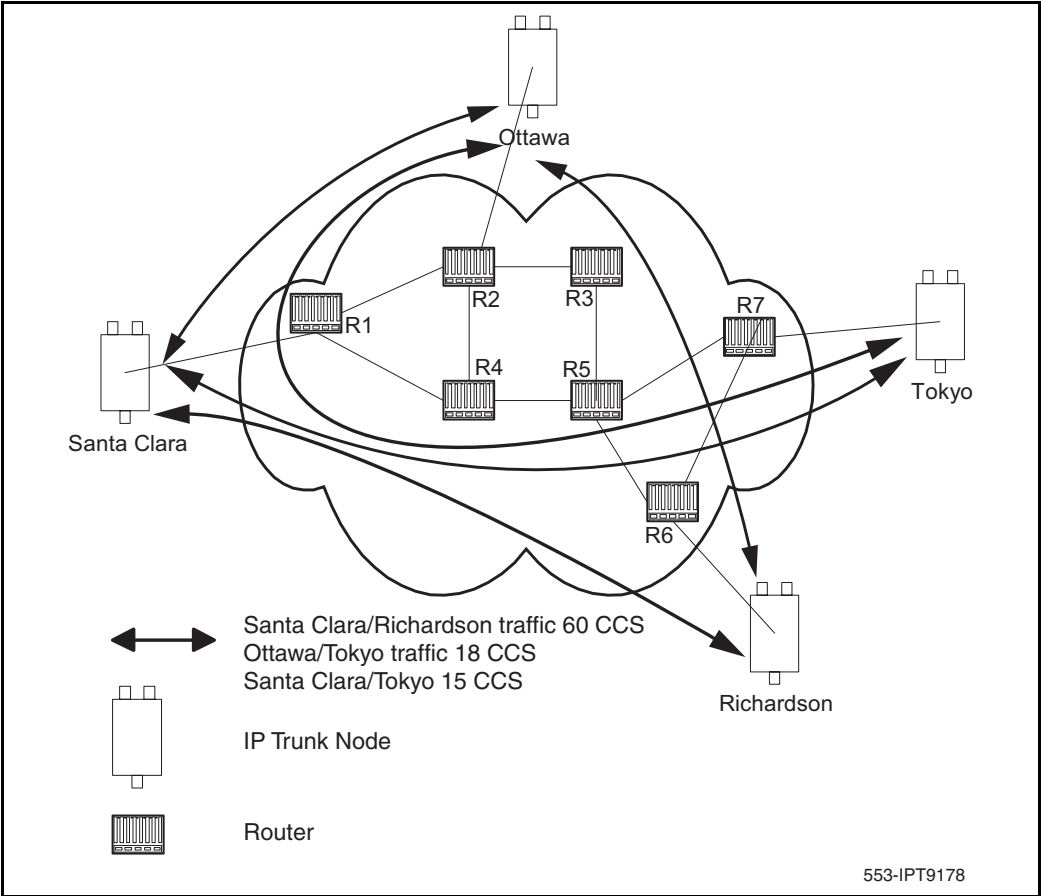 Ottawa
R2
R3
R1
R7
R4
R5
Tokyo
Santa Clara
R6
Santa Clara/Richardson traffic 60 CCS
Ottawa/Tokyo traffic 18 CCS
Santa Clara/Tokyo 15 CCS
Richardson
IP Trunk Node
Router
553-IPT9178